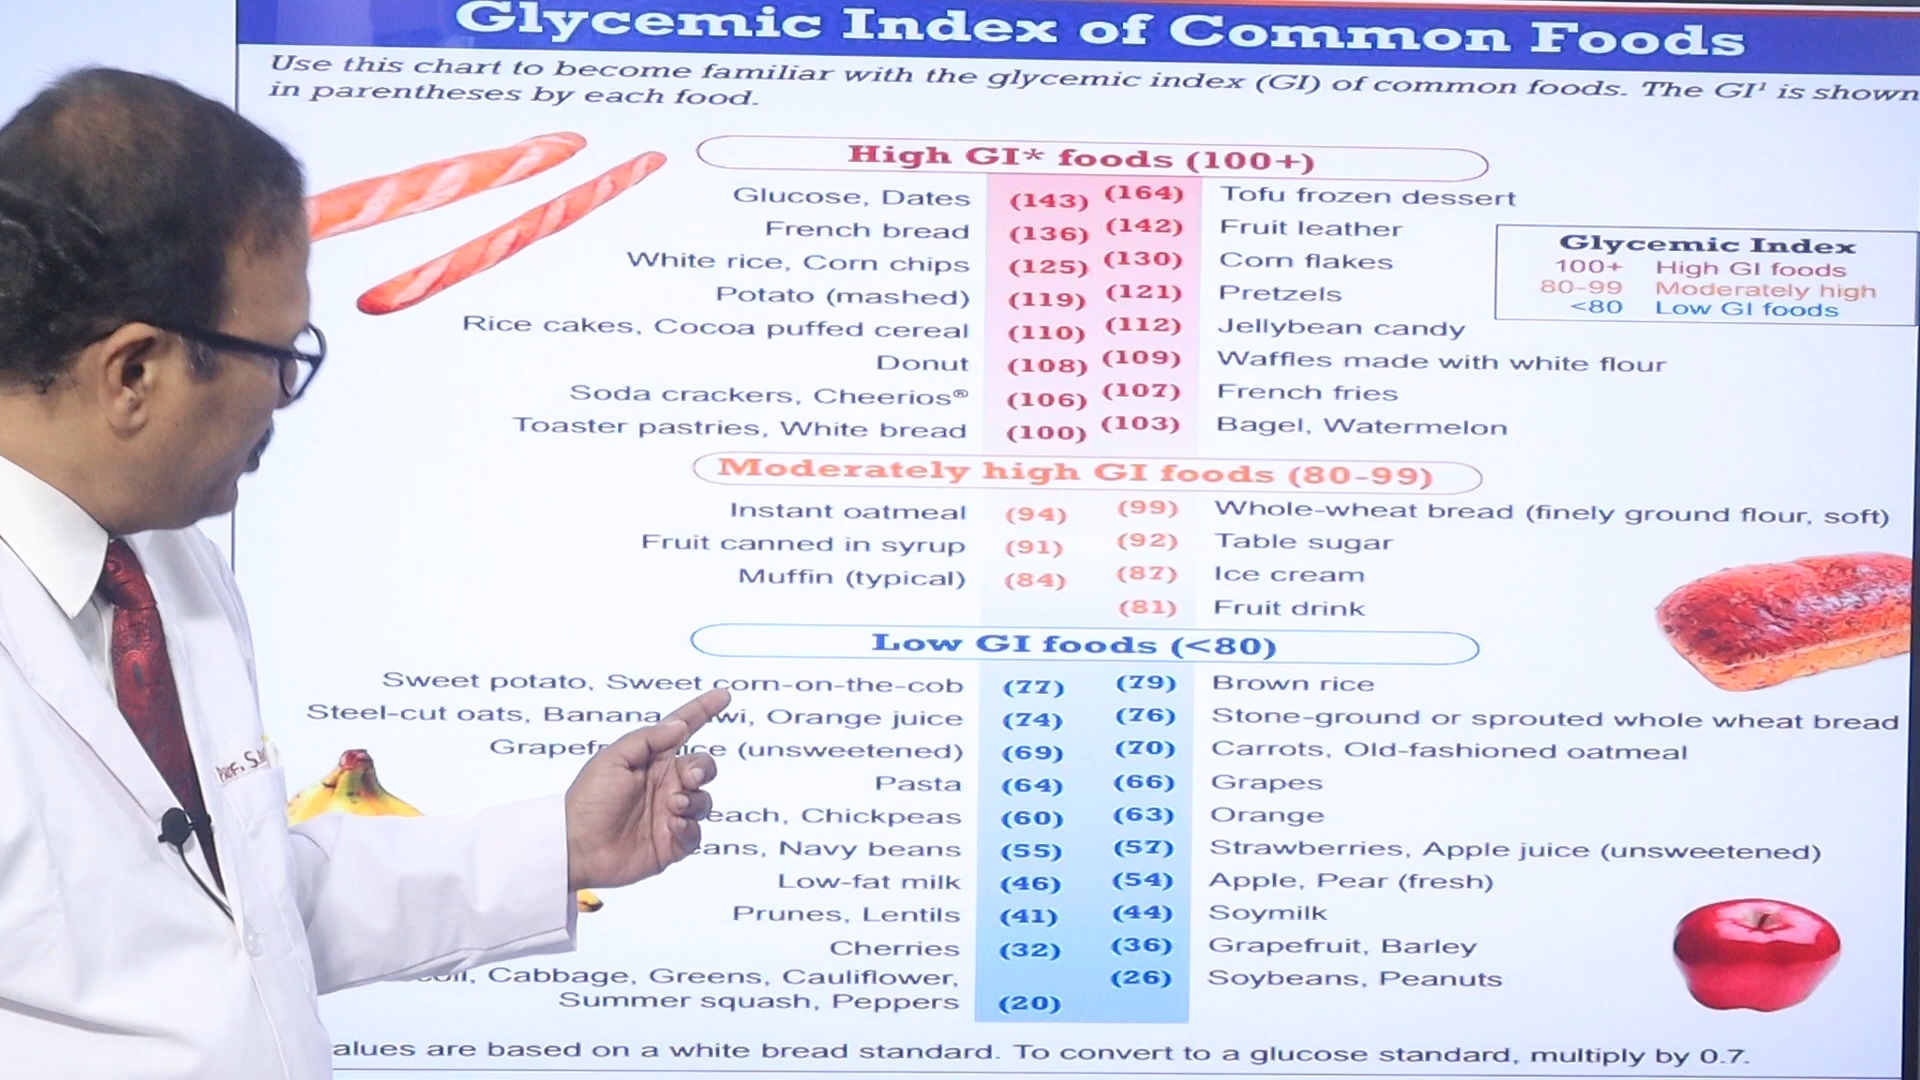 Glycemic Index of Common Foods
Use this chart to become familiar with the glycemic index (GI) of common foods. The GI¹ is shown
in parentheses by each food.
High GI* foods (100+)
Glucose, Dates (143) (164) Tofu frozen dessert
French bread (136) (142) Fruit leather
White rice, Corn chips (125) (130) Corn flakes
Potato (mashed) (119) (121) Pretzels
Rice cakes, Cocoa puffed cereal (110) (112) Jellybean candy
Donut (108) (109) Waffles made with white flour
Soda crackers, Cheerios® (106) (107) French fries
Toaster pastries, White bread (100) (103) Bagel, Watermelon
Glycemic Index
100+ High GI foods
80-99 Moderately high
<80 Low GI foods
Moderately high GI foods (80-99)
Instant oatmeal (94) (99) Whole-wheat bread (finely ground flour, soft)
Fruit canned in syrup (91) (92) Table sugar
Muffin (typical) (84) (87) Ice cream
(81) Fruit drink
Low GI foods (<80)
Sweet potato, Sweet corn-on-the-cob (77) (79) Brown rice
Steel-cut oats, Banana, Orange juice (74) (76) Stone-ground or sprouted whole wheat bread
(unsweetened) (69) (70) Carrots, Old-fashioned oatmeal
Pasta (64) (66) Grapes
Chickpeas (60) (63) Orange
Navy beans (55) (57) Strawberries, Apple juice (unsweetened)
Low-fat milk (46) (54) Apple, Pear (fresh)
Prunes, Lentils (41) (44) Soymilk
Cherries (32) (36) Grapefruit, Barley
Cabbage, Greens, Cauliflower, (26) Soybeans, Peanuts
Summer squash, Peppers (20)
are based on a white bread standard. To convert to a glucose standard, multiply by 0.7.